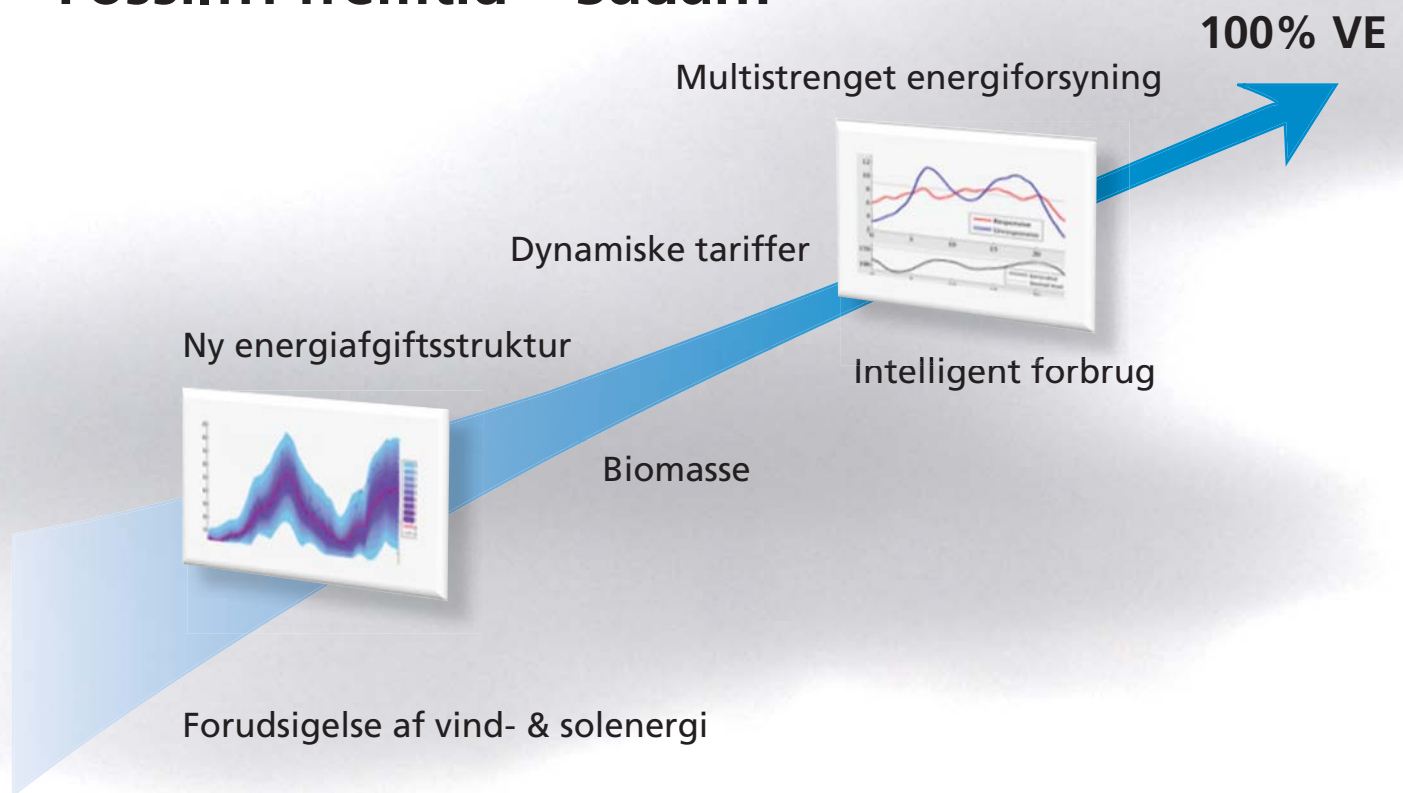 100% VE
Multistrenget energiforsyning
Dynamiske tariffer
Ny energiafgiftsstruktur
Intelligent forbrug
Biomasse
Forudsigelse af vind- & solenergi